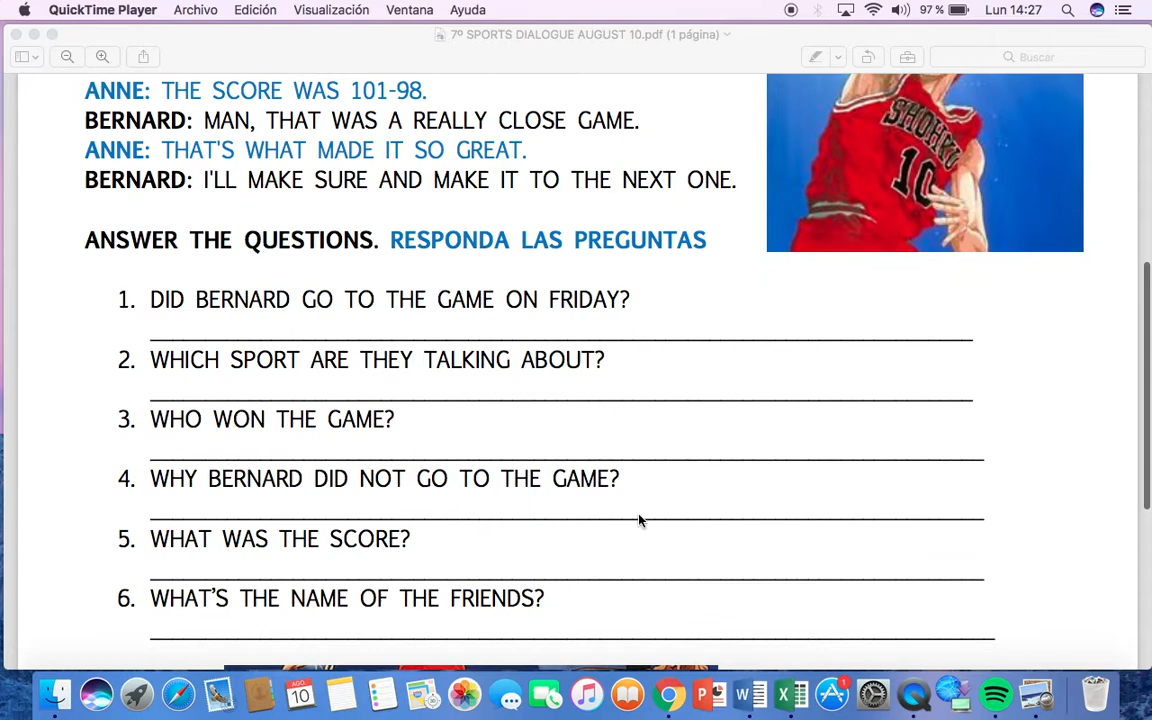 QuickTime Player Archivo Edición Visualización Ventana Ayuda 97 % Lun 14:27
7º SPORTS DIALOGUE AUGUST 10.pdf (1 página)
Buscar
ANNE: THE SCORE WAS 101-98.
BERNARD: MAN, THAT WAS A REALLY CLOSE GAME.
ANNE: THAT'S WHAT MADE IT SO GREAT.
BERNARD: I'LL MAKE SURE AND MAKE IT TO THE NEXT ONE.
SHOHKU
10
ANSWER THE QUESTIONS. RESPONDA LAS PREGUNTAS
1. DID BERNARD GO TO THE GAME ON FRIDAY?
2. WHICH SPORT ARE THEY TALKING ABOUT?
3. WHO WON THE GAME?
4. WHY BERNARD DID NOT GO TO THE GAME?
5. WHAT WAS THE SCORE?
6. WHAT'S THE NAME OF THE FRIENDS?
AGO.
10
1